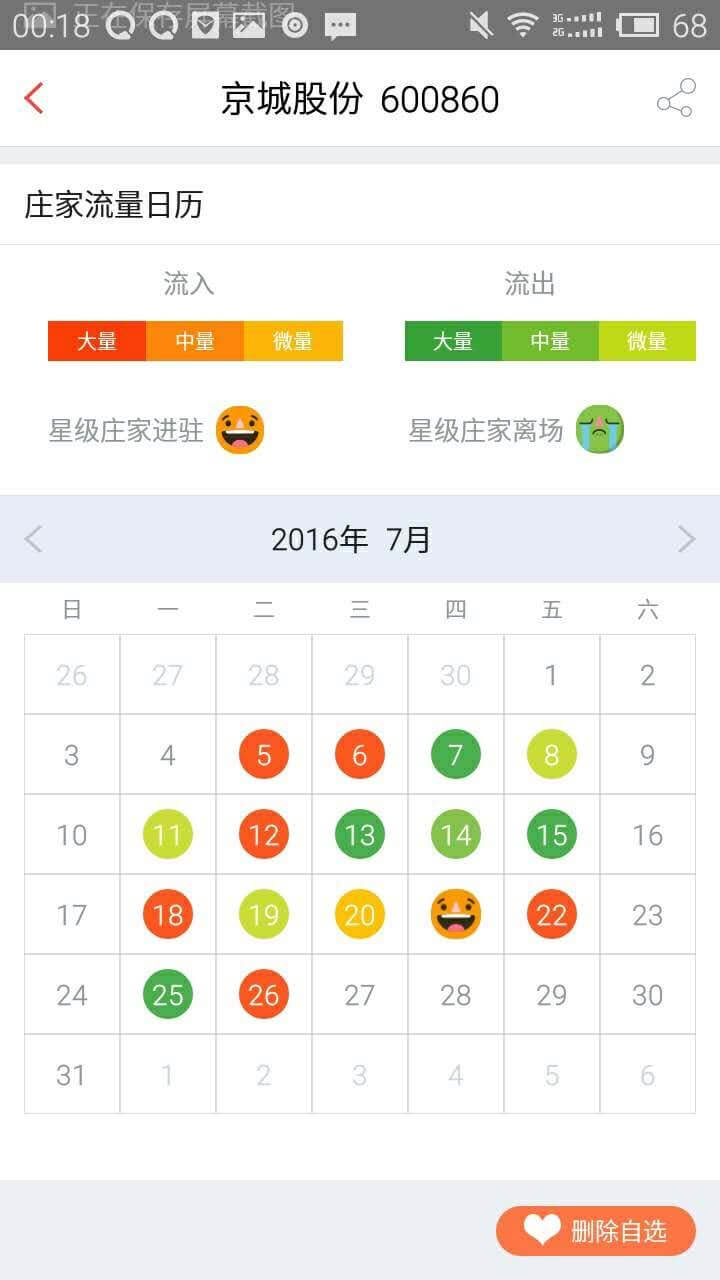 正在保存屏幕截图
00:18 3G 2G 68
京城股份 600860
庄家流量日历
流入 流出
大量 中量 微量 大量 中量 微量
星级庄家进驻 星级庄家离场
2016年 7月
日 一 二 三 四 五 六
26 27 28 29 30 1 2
3 4 5 6 7 8 9
10 11 12 13 14 15 16
17 18 19 20 22 23
24 25 26 27 28 29 30
31 1 2 3 4 5 6
删除自选